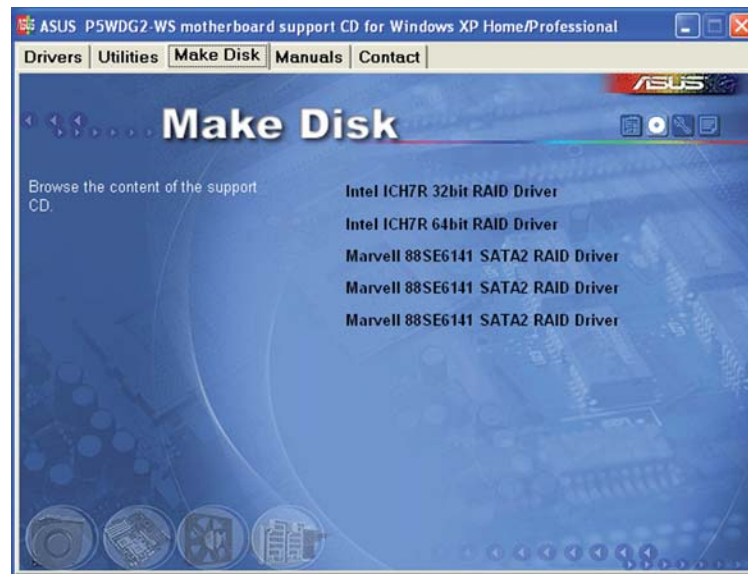 ASUS P5WDG2-WS motherboard support CD for Windows XP Home/Professional
Drivers Utilities Make Disk Manuals Contact
ASUS
Make Disk
Browse the content of the support
CD.
Intel ICH7R 32bit RAID Driver
Intel ICH7R 64bit RAID Driver
Marvell 88SE6141 SATA2 RAID Driver
Marvell 88SE6141 SATA2 RAID Driver
Marvell 88SE6141 SATA2 RAID Driver